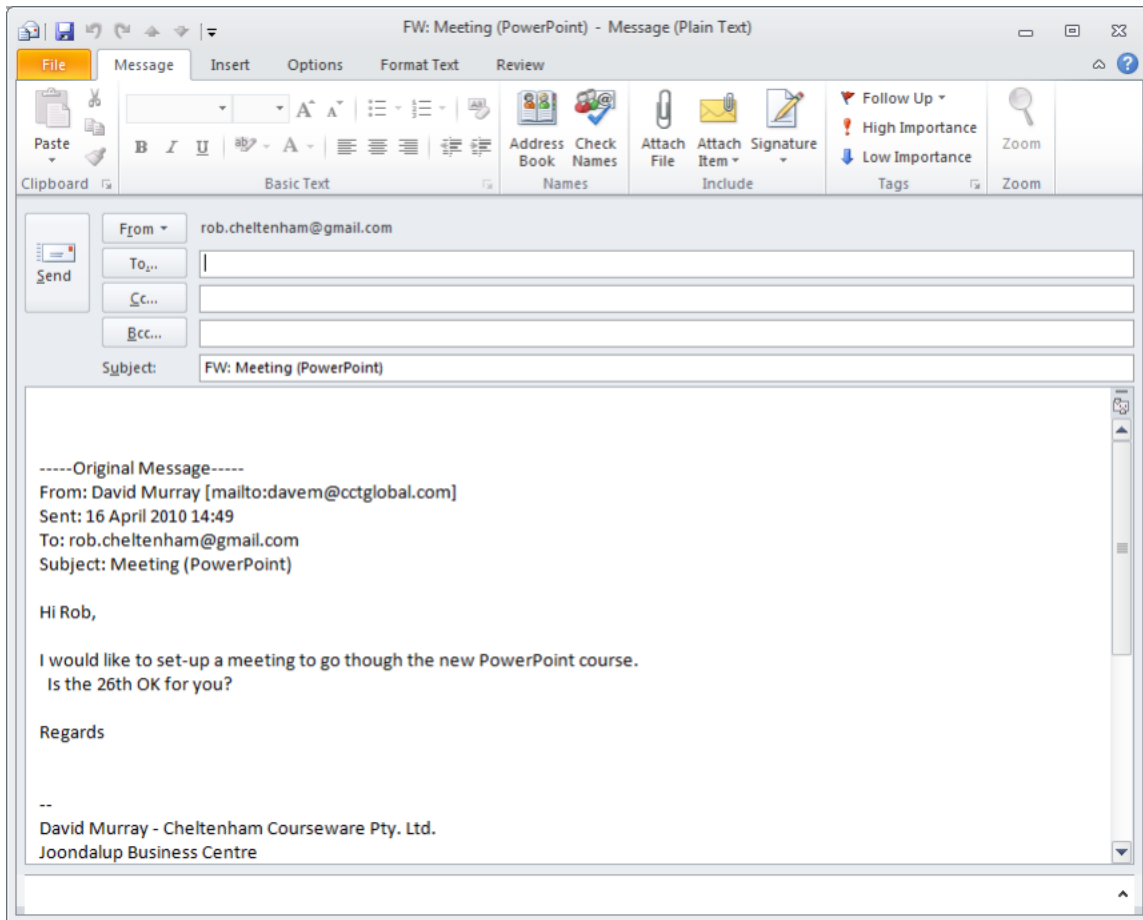 FW: Meeting (PowerPoint) - Message (Plain Text)
File Message Insert Options Format Text Review
Paste
Clipboard
B I U
Basic Text
Address Book
Check Names
Names
Attach File
Attach Item
Signature
Include
Follow Up
High Importance
Low Importance
Tags
Zoom
Zoom
Send
From rob.cheltenham@gmail.com
To...
Cc...
Bcc...
Subject: FW: Meeting (PowerPoint)
-----Original Message-----
From: David Murray [mailto:davem@cctglobal.com]
Sent: 16 April 2010 14:49
To: rob.cheltenham@gmail.com
Subject: Meeting (PowerPoint)
Hi Rob,
I would like to set-up a meeting to go though the new PowerPoint course.
Is the 26th OK for you?
Regards
--
David Murray - Cheltenham Courseware Pty. Ltd.
Joondalup Business Centre